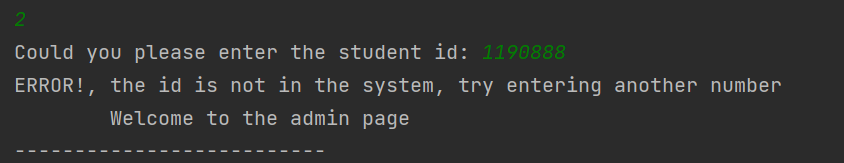 2
Could you please enter the student id: 1190888
ERROR!, the id is not in the system, try entering another number
Welcome to the admin page
--------------------------